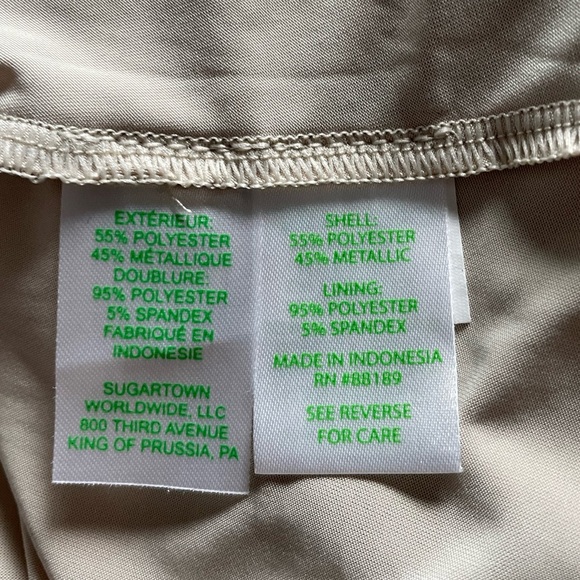 EXTÉRIEUR:
55% POLYESTER
45% MÉTALLIQUE
DOUBLURE:
95% POLYESTER
5% SPANDEX
FABRIQUÉ EN
INDONESIE
SUGARTOWN
WORLDWIDE, LLC
800 THIRD AVENUE
KING OF PRUSSIA, PA
SHELL:
55% POLYESTER
45% METALLIC
LINING:
95% POLYESTER
5% SPANDEX
MADE IN INDONESIA
RN #88189
SEE REVERSE
FOR CARE